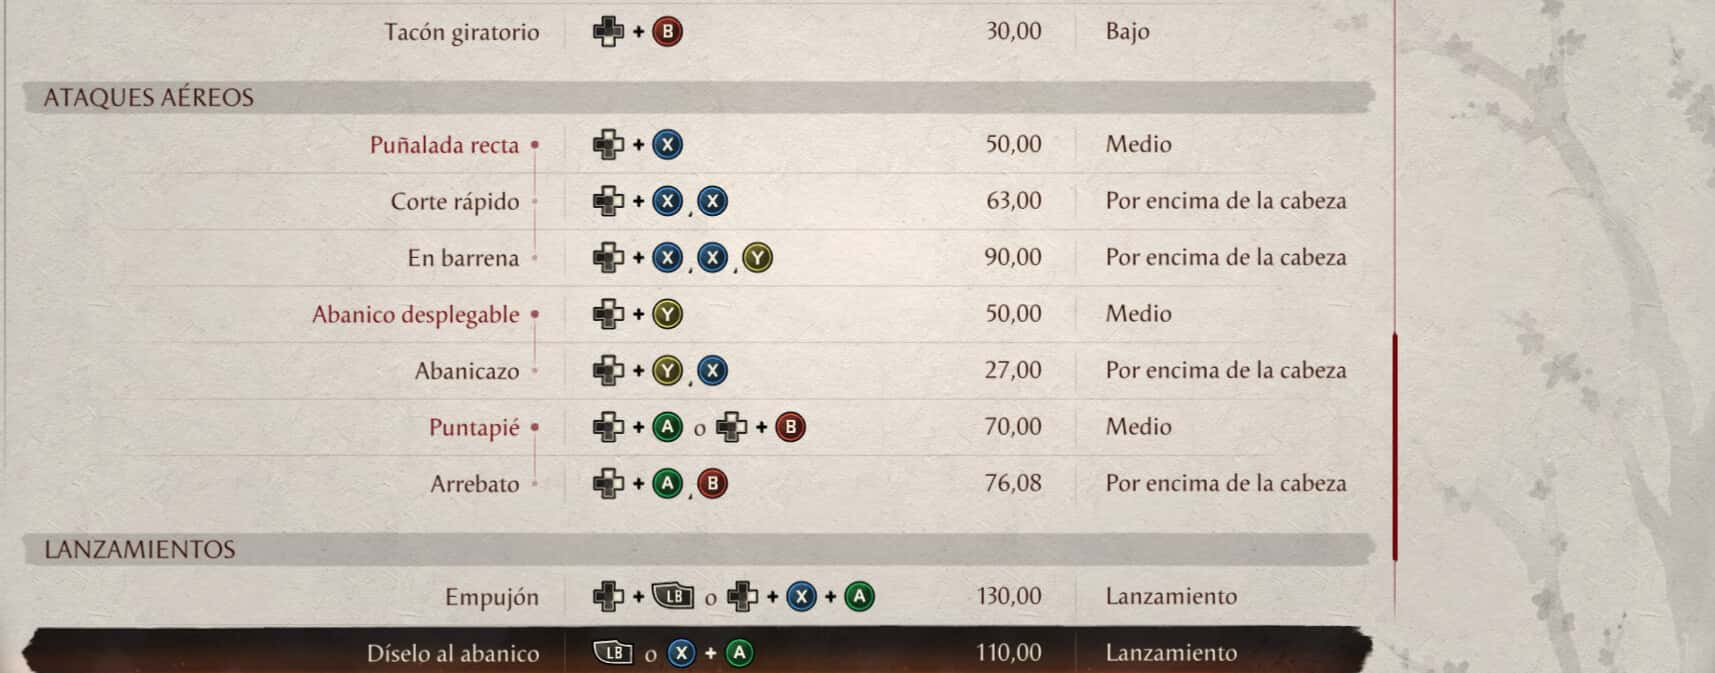 Tacón giratorio + B 30,00 Bajo
ATAQUES AÉREOS
Puñalada recta + X 50,00 Medio
Corte rápido + X , X 63,00 Por encima de la cabeza
En barrena + X , X , Y 90,00 Por encima de la cabeza
Abanico desplegable + Y 50,00 Medio
Abanicazo + Y , X 27,00 Por encima de la cabeza
Puntapié + A o + B 70,00 Medio
Arrebato + A , B 76,08 Por encima de la cabeza
LANZAMIENTOS
Empujón + LB o + X + A 130,00 Lanzamiento
Díselo al abanico LB o X + A 110,00 Lanzamiento